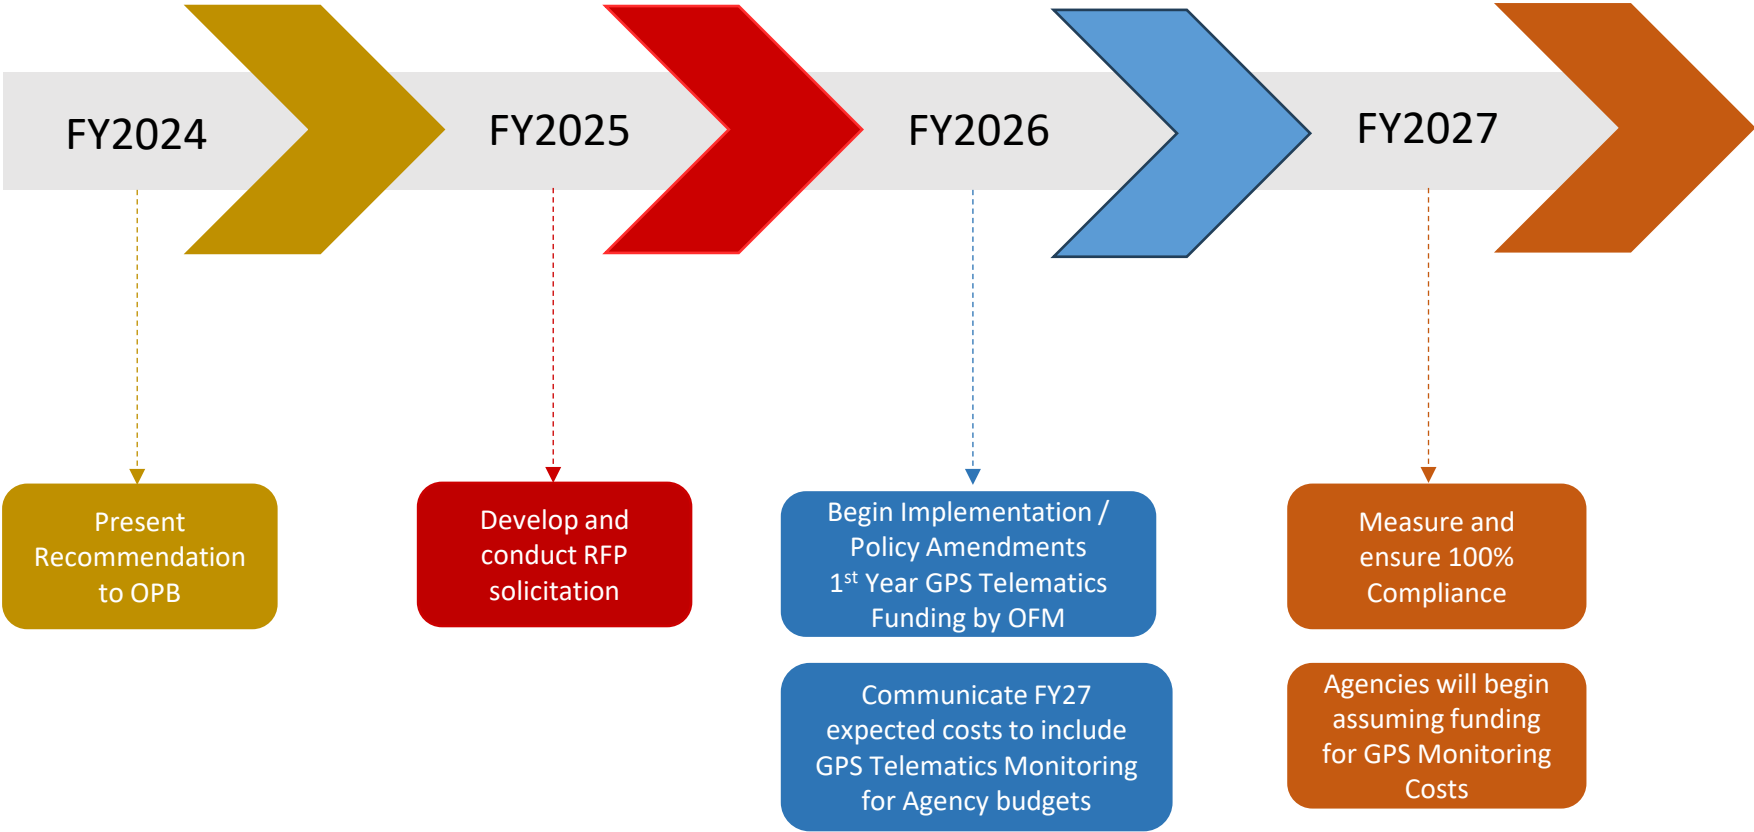 FY2024
FY2025
FY2026
FY2027
Present
Recommendation
to OPB
Develop and
conduct RFP
solicitation
Begin Implementation /
Policy Amendments
1st Year GPS Telematics
Funding by OFM
Communicate FY27
expected costs to include
GPS Telematics Monitoring
for Agency budgets
Measure and
ensure 100%
Compliance
Agencies will begin
assuming funding
for GPS Monitoring
Costs